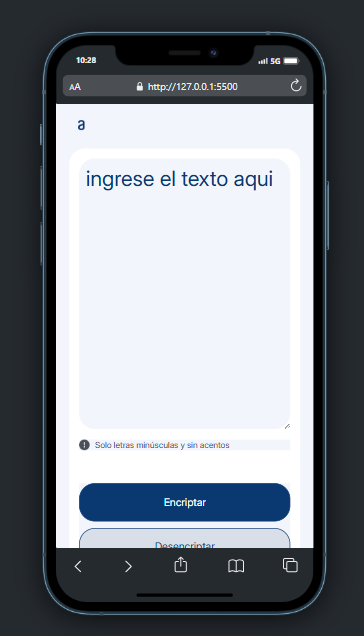 10:28
5G
AA
http://127.0.0.1:5500
a
ingrese el texto aqui
Solo letras minúsculas y sin acentos
Encriptar
Desencriptar